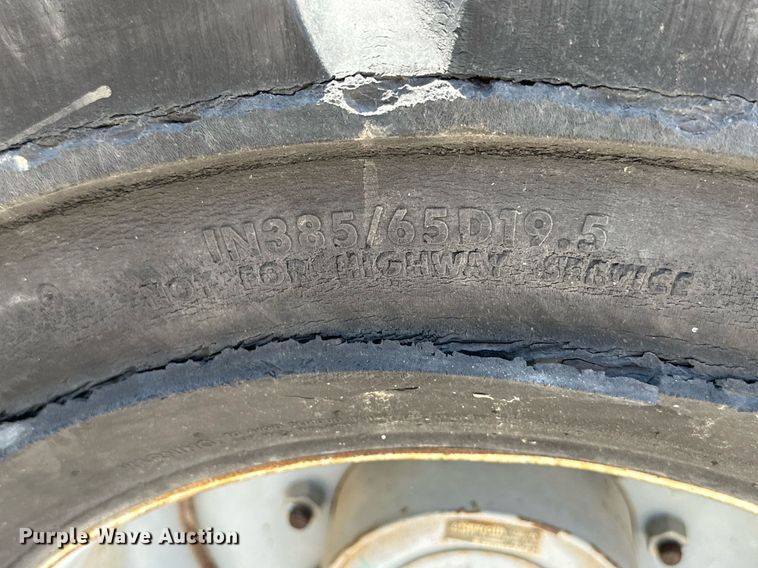 IN385/65D19.5
NOT FOR HIGHWAY SERVICE
Purple Wave Auction®